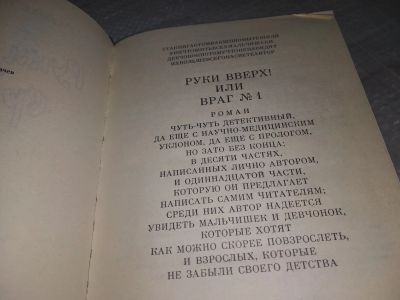 РУКИ ВВЕРХ!
ИЛИ
ВРАГ № 1
РОМАН
ЧУТЬ-ЧУТЬ ДЕТЕКТИВНЫЙ,
ДА ЕЩЕ С НАУЧНО-МЕДИЦИНСКИМ
УКЛОНОМ, ДА ЕЩЕ С ПРОЛОГОМ,
НО ЗАТО БЕЗ КОНЦА:
В ДЕСЯТИ ЧАСТЯХ,
НАПИСАННЫХ ЛИЧНО АВТОРОМ,
И ОДИННАДЦАТОЙ ЧАСТИ,
КОТОРУЮ ОН ПРЕДЛАГАЕТ
НАПИСАТЬ САМИМ ЧИТАТЕЛЯМ;
СРЕДИ НИХ АВТОР НАДЕЕТСЯ
УВИДЕТЬ МАЛЬЧИШЕК И ДЕВЧОНОК,
КОТОРЫЕ ХОТЯТ
КАК МОЖНО СКОРЕЕ ПОВЗРОСЛЕТЬ,
И ВЗРОСЛЫХ, КОТОРЫЕ
НЕ ЗАБЫЛИ СВОЕГО ДЕТСТВА